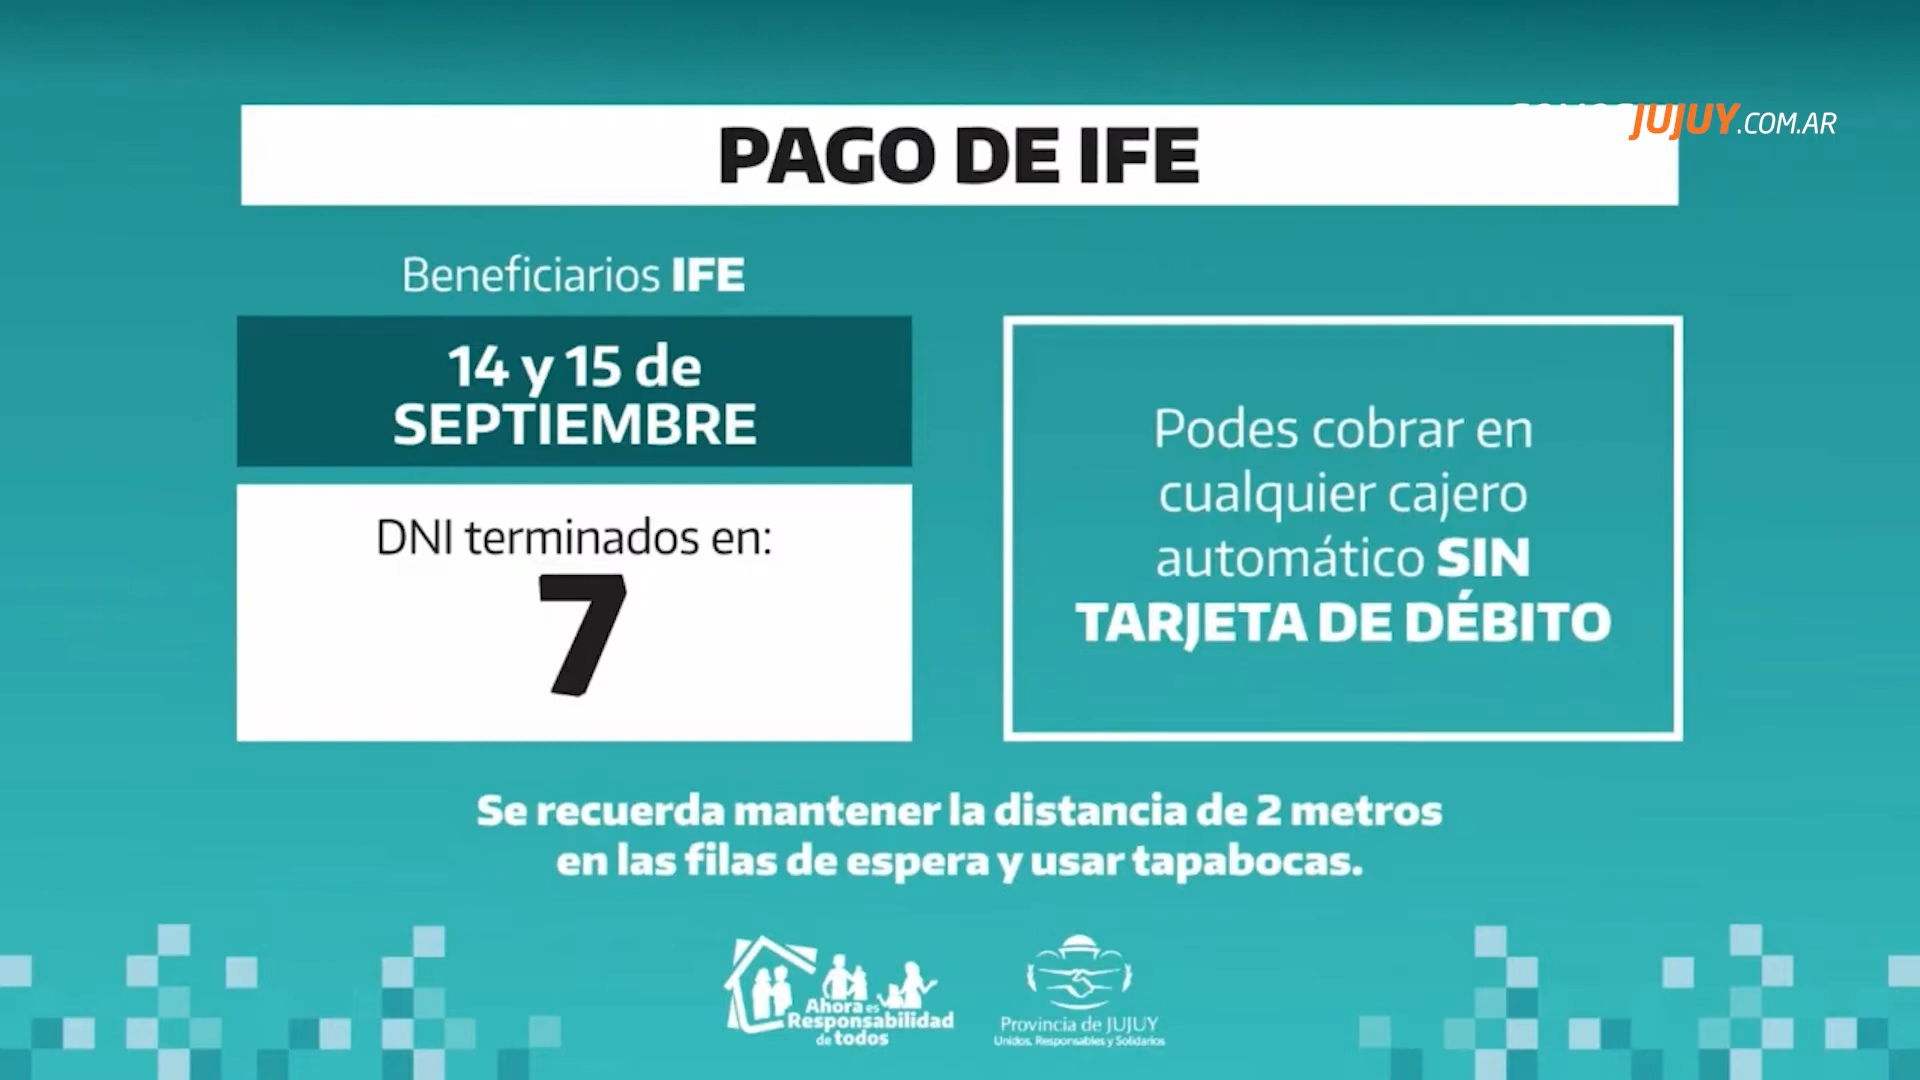 JUJUY.COM.AR
PAGO DE IFE
Beneficiarios IFE
14 y 15 de
SEPTIEMBRE
DNI terminados en:
7
Podes cobrar en
cualquier cajero
automático SIN
TARJETA DE DÉBITO
Se recuerda mantener la distancia de 2 metros
en las filas de espera y usar tapabocas.
Ahora es
Responsabilidad
de todos
Provincia de JUJUY
Unidos, Responsables y Solidarios